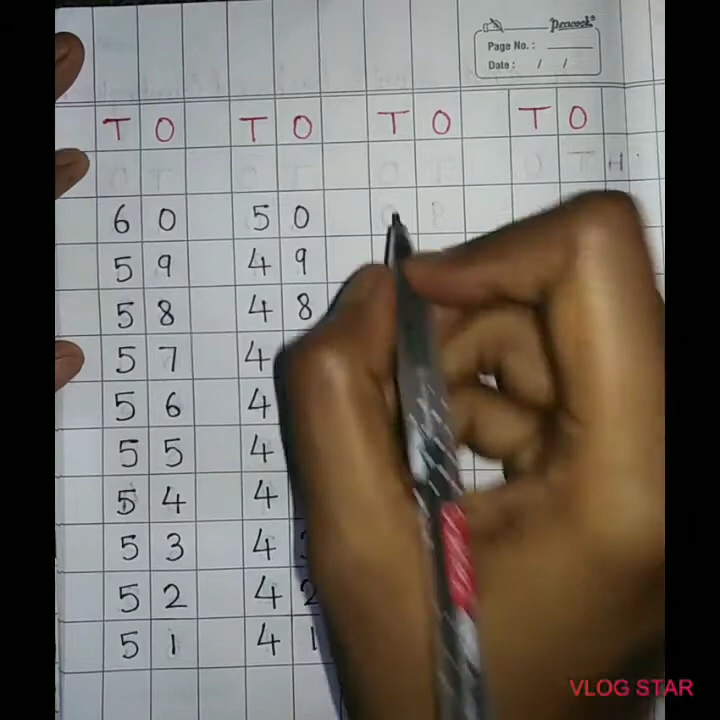 Peacock
Page No. :
Date : / /
T O T O T O T O
H
6 0 5 0
5 9 4 9
5 8 4 8
5 7 4
5 6 4
5 5 4
5 4 4
5 3 4
5 2 4 2
5 1 4 1
VLOG STAR